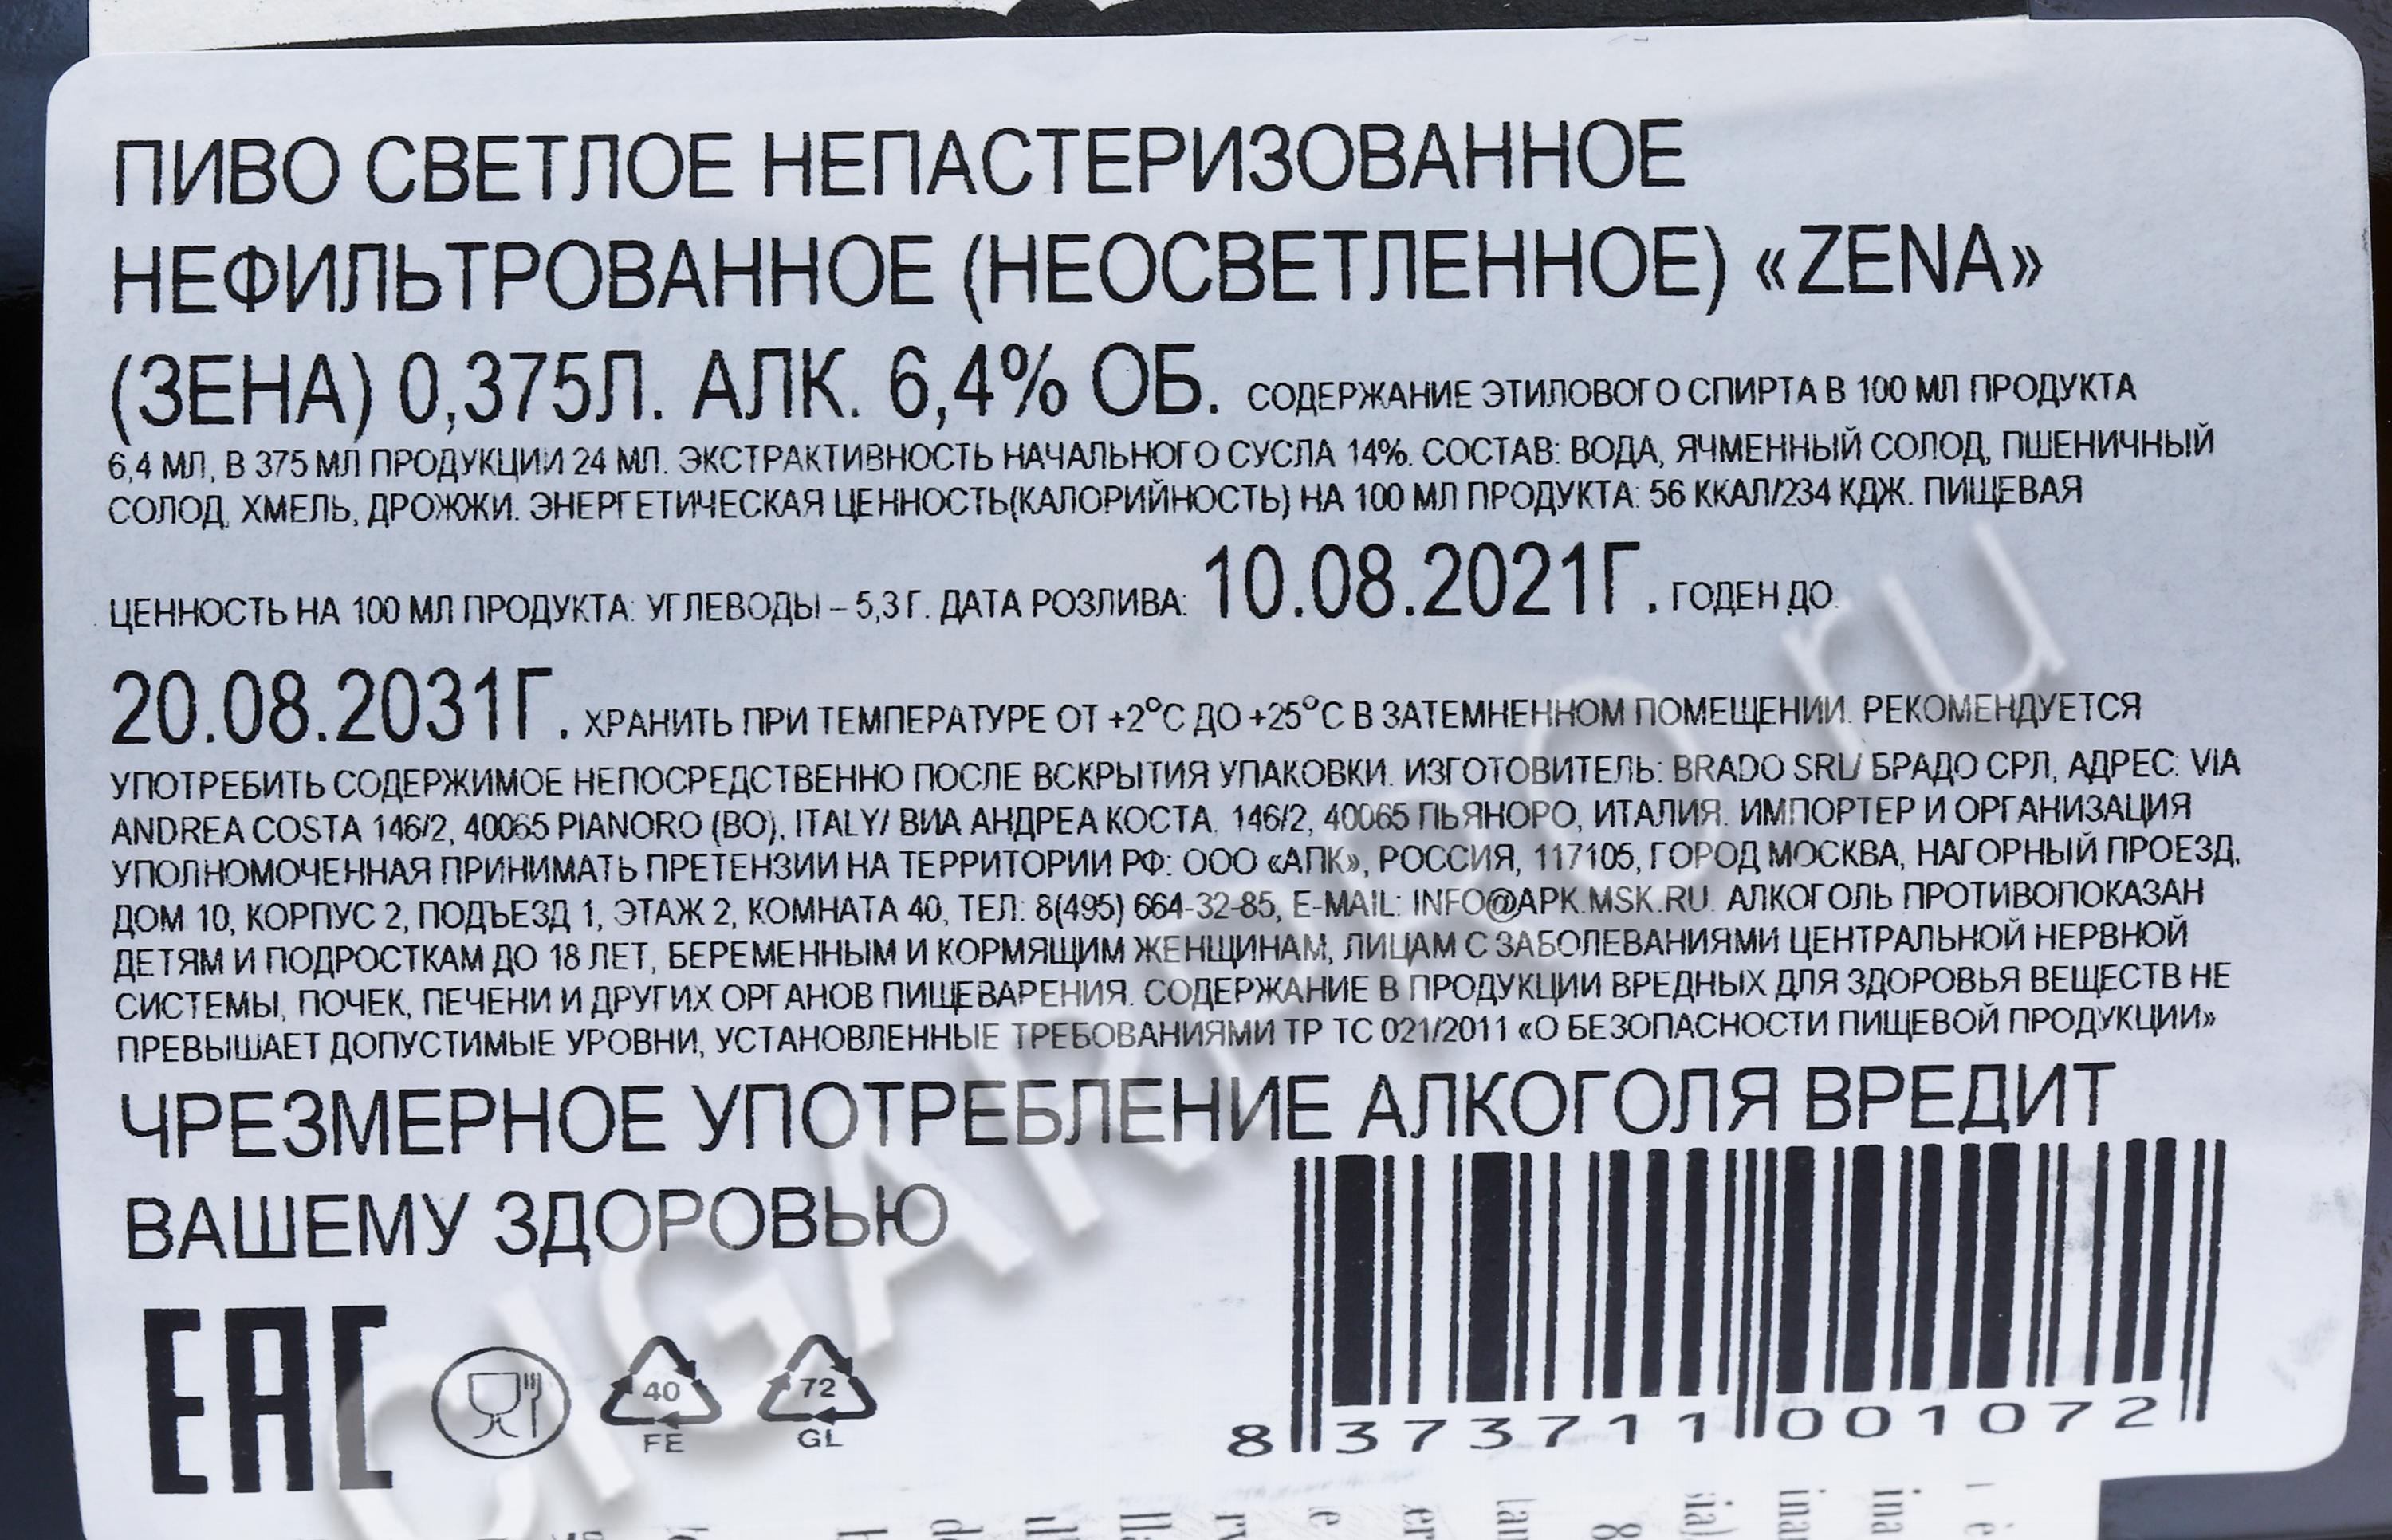 ПИВО СВЕТЛОЕ НЕПАСТЕРИЗОВАННОЕ
НЕФИЛЬТРОВАННОЕ (НЕОСВЕТЛЕННОЕ) «ZENA»
(ЗЕНА) 0,375Л. АЛК. 6,4% ОБ. СОДЕРЖАНИЕ ЭТИЛОВОГО СПИРТА В 100 МЛ ПРОДУКТА
6,4 МЛ, В 375 МЛ ПРОДУКЦИИ 24 МЛ. ЭКСТРАКТИВНОСТЬ НАЧАЛЬНОГО СУСЛА 14%. СОСТАВ: ВОДА, ЯЧМЕННЫЙ СОЛОД, ПШЕНИЧНЫЙ
СОЛОД, ХМЕЛЬ, ДРОЖЖИ. ЭНЕРГЕТИЧЕСКАЯ ЦЕННОСТЬ(КАЛОРИЙНОСТЬ) НА 100 МЛ ПРОДУКТА: 56 ККАЛ/234 КДЖ. ПИЩЕВАЯ
ЦЕННОСТЬ НА 100 МЛ ПРОДУКТА: УГЛЕВОДЫ – 5,3 Г. ДАТА РОЗЛИВА: 10.08.2021Г. ГОДЕН ДО:
20.08.2031Г. ХРАНИТЬ ПРИ ТЕМПЕРАТУРЕ ОТ +2°С ДО +25°С В ЗАТЕМНЕННОМ ПОМЕЩЕНИИ. РЕКОМЕНДУЕТСЯ
УПОТРЕБИТЬ СОДЕРЖИМОЕ НЕПОСРЕДСТВЕННО ПОСЛЕ ВСКРЫТИЯ УПАКОВКИ. ИЗГОТОВИТЕЛЬ: BRADO SRL/ БРАДО СРЛ, АДРЕС: VIA
ANDREA COSTA 146/2, 40065 PIANORO (BO), ITALY/ ВИА АНДРЕА КОСТА, 146/2, 40065 ПЬЯНОРО, ИТАЛИЯ. ИМПОРТЕР И ОРГАНИЗАЦИЯ
УПОЛНОМОЧЕННАЯ ПРИНИМАТЬ ПРЕТЕНЗИИ НА ТЕРРИТОРИИ РФ: ООО «АПК», РОССИЯ, 117105, ГОРОД МОСКВА, НАГОРНЫЙ ПРОЕЗД,
ДОМ 10, КОРПУС 2, ПОДЪЕЗД 1, ЭТАЖ 2, КОМНАТА 40, ТЕЛ: 8(495) 664-32-85, E-MAIL: INFO@APK.MSK.RU. АЛКОГОЛЬ ПРОТИВОПОКАЗАН
ДЕТЯМ И ПОДРОСТКАМ ДО 18 ЛЕТ, БЕРЕМЕННЫМ И КОРМЯЩИМ ЖЕНЩИНАМ, ЛИЦАМ С ЗАБОЛЕВАНИЯМИ ЦЕНТРАЛЬНОЙ НЕРВНОЙ
СИСТЕМЫ, ПОЧЕК, ПЕЧЕНИ И ДРУГИХ ОРГАНОВ ПИЩЕВАРЕНИЯ. СОДЕРЖАНИЕ В ПРОДУКЦИИ ВРЕДНЫХ ДЛЯ ЗДОРОВЬЯ ВЕЩЕСТВ НЕ
ПРЕВЫШАЕТ ДОПУСТИМЫЕ УРОВНИ, УСТАНОВЛЕННЫЕ ТРЕБОВАНИЯМИ ТР ТС 021/2011 «О БЕЗОПАСНОСТИ ПИЩЕВОЙ ПРОДУКЦИИ»
ЧРЕЗМЕРНОЕ УПОТРЕБЛЕНИЕ АЛКОГОЛЯ ВРЕДИТ
ВАШЕМУ ЗДОРОВЬЮ
EAC
40
FE
72
GL
8 373711 001072
CIGARPRO.ru